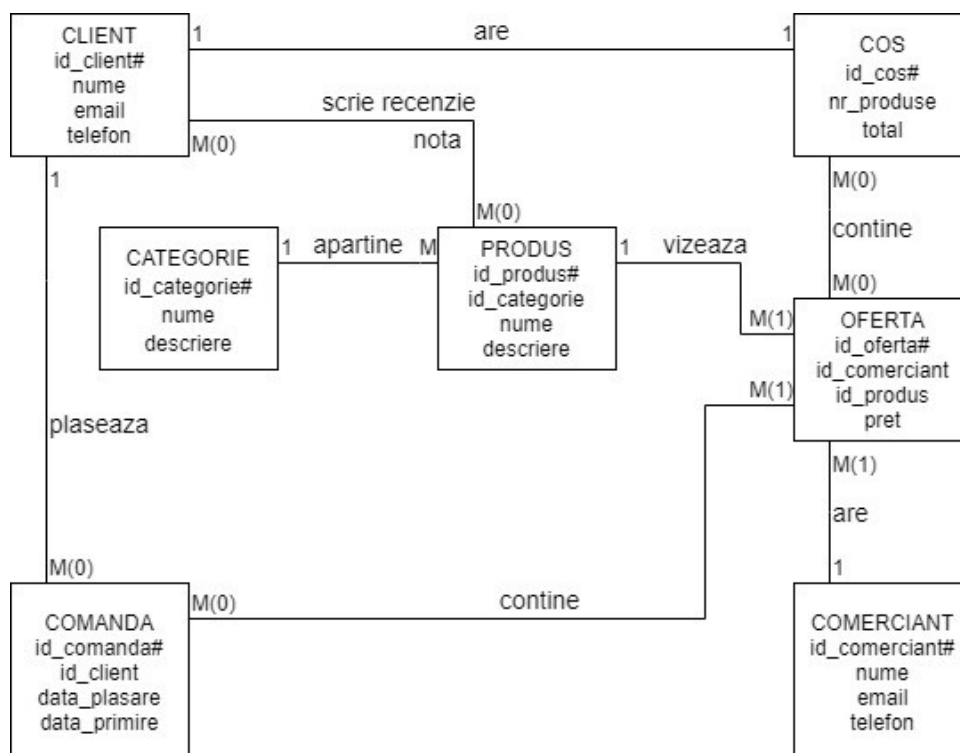 CLIENT
id_client#
nume
email
telefon
1
are
1
COS
id_cos#
nr_produse
total
scrie recenzie
M(0)
nota
M(0)
1
M(0)
contine
M(0)
CATEGORIE
id_categorie#
nume
descriere
1
apartine
M
PRODUS
id_produs#
id_categorie
nume
descriere
1
vizeaza
M(1)
OFERTA
id_oferta#
id_comerciant
id_produs
pret
M(1)
plaseaza
M(1)
are
1
M(0)
M(0)
contine
COMANDA
id_comanda#
id_client
data_plasare
data_primire
COMERCIANT
id_comerciant#
nume
email
telefon